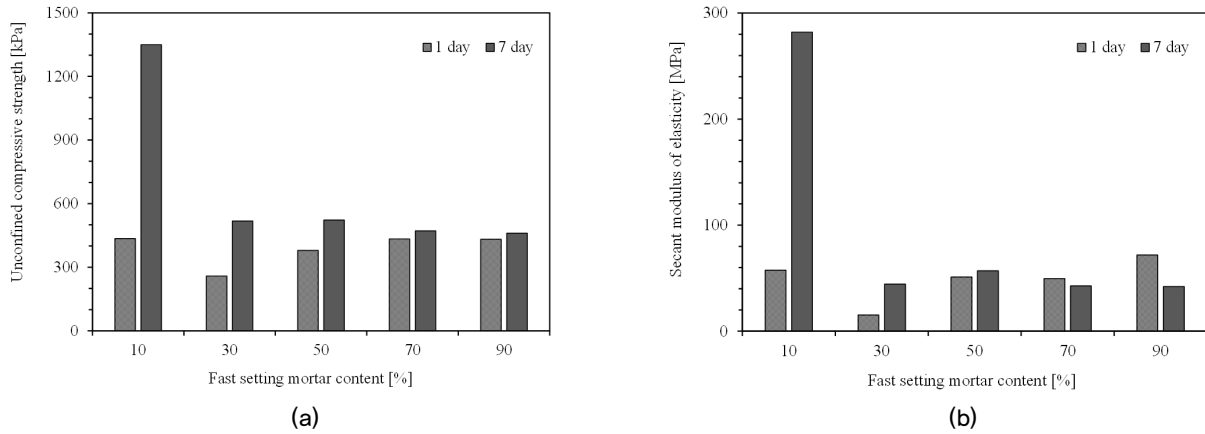 Unconfined compressive strength [kPa]
1500
1200
900
600
300
0
1 day 7 day
10 30 50 70 90
Fast setting mortar content [%]
(a)
Secant modulus of elasticity [MPa]
300
200
100
0
1 day 7 day
10 30 50 70 90
Fast setting mortar content [%]
(b)